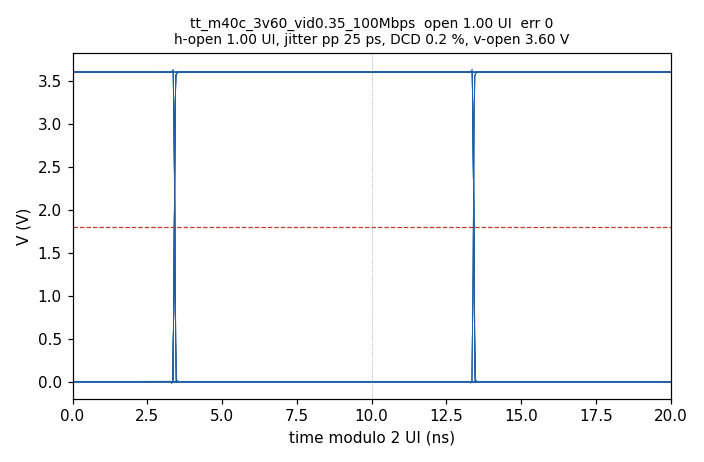 tt_m40c_3v60_vid0.35_100Mbps  open 1.00 UI  err 0
h-open 1.00 UI, jitter pp 25 ps, DCD 0.2 %, v-open 3.60 V
3.5
3.0
2.5
2.0
1.5
1.0
0.5
0.0
V (V)
0.0 2.5 5.0 7.5 10.0 12.5 15.0 17.5 20.0
time modulo 2 UI (ns)